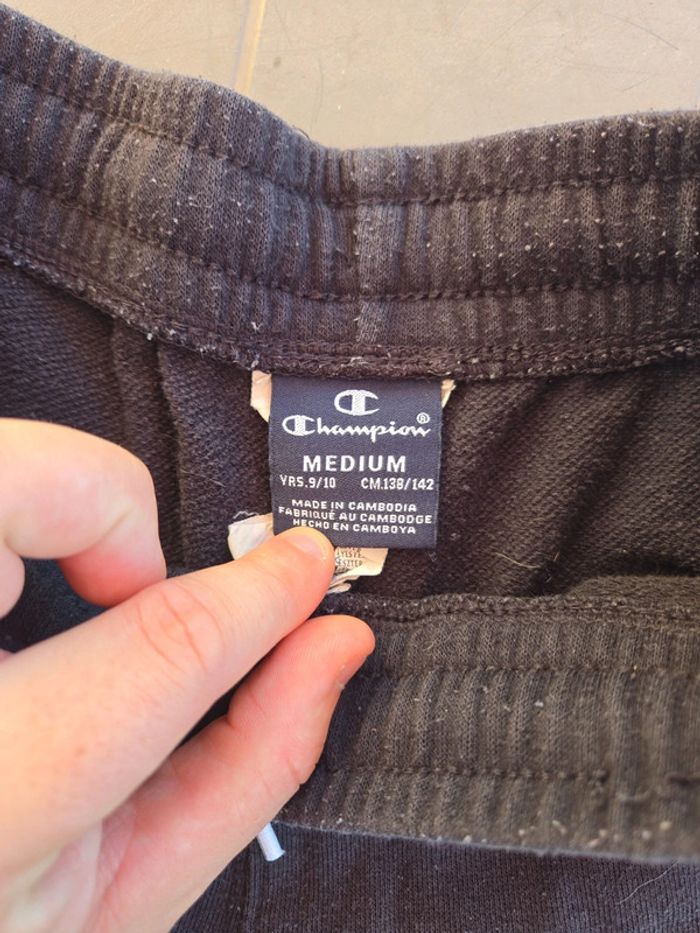 Champion®
MEDIUM
YRS.9/10 CM.138/142
MADE IN CAMBODIA
FABRIQUÉ AU CAMBODGE
HECHO EN CAMBOYA